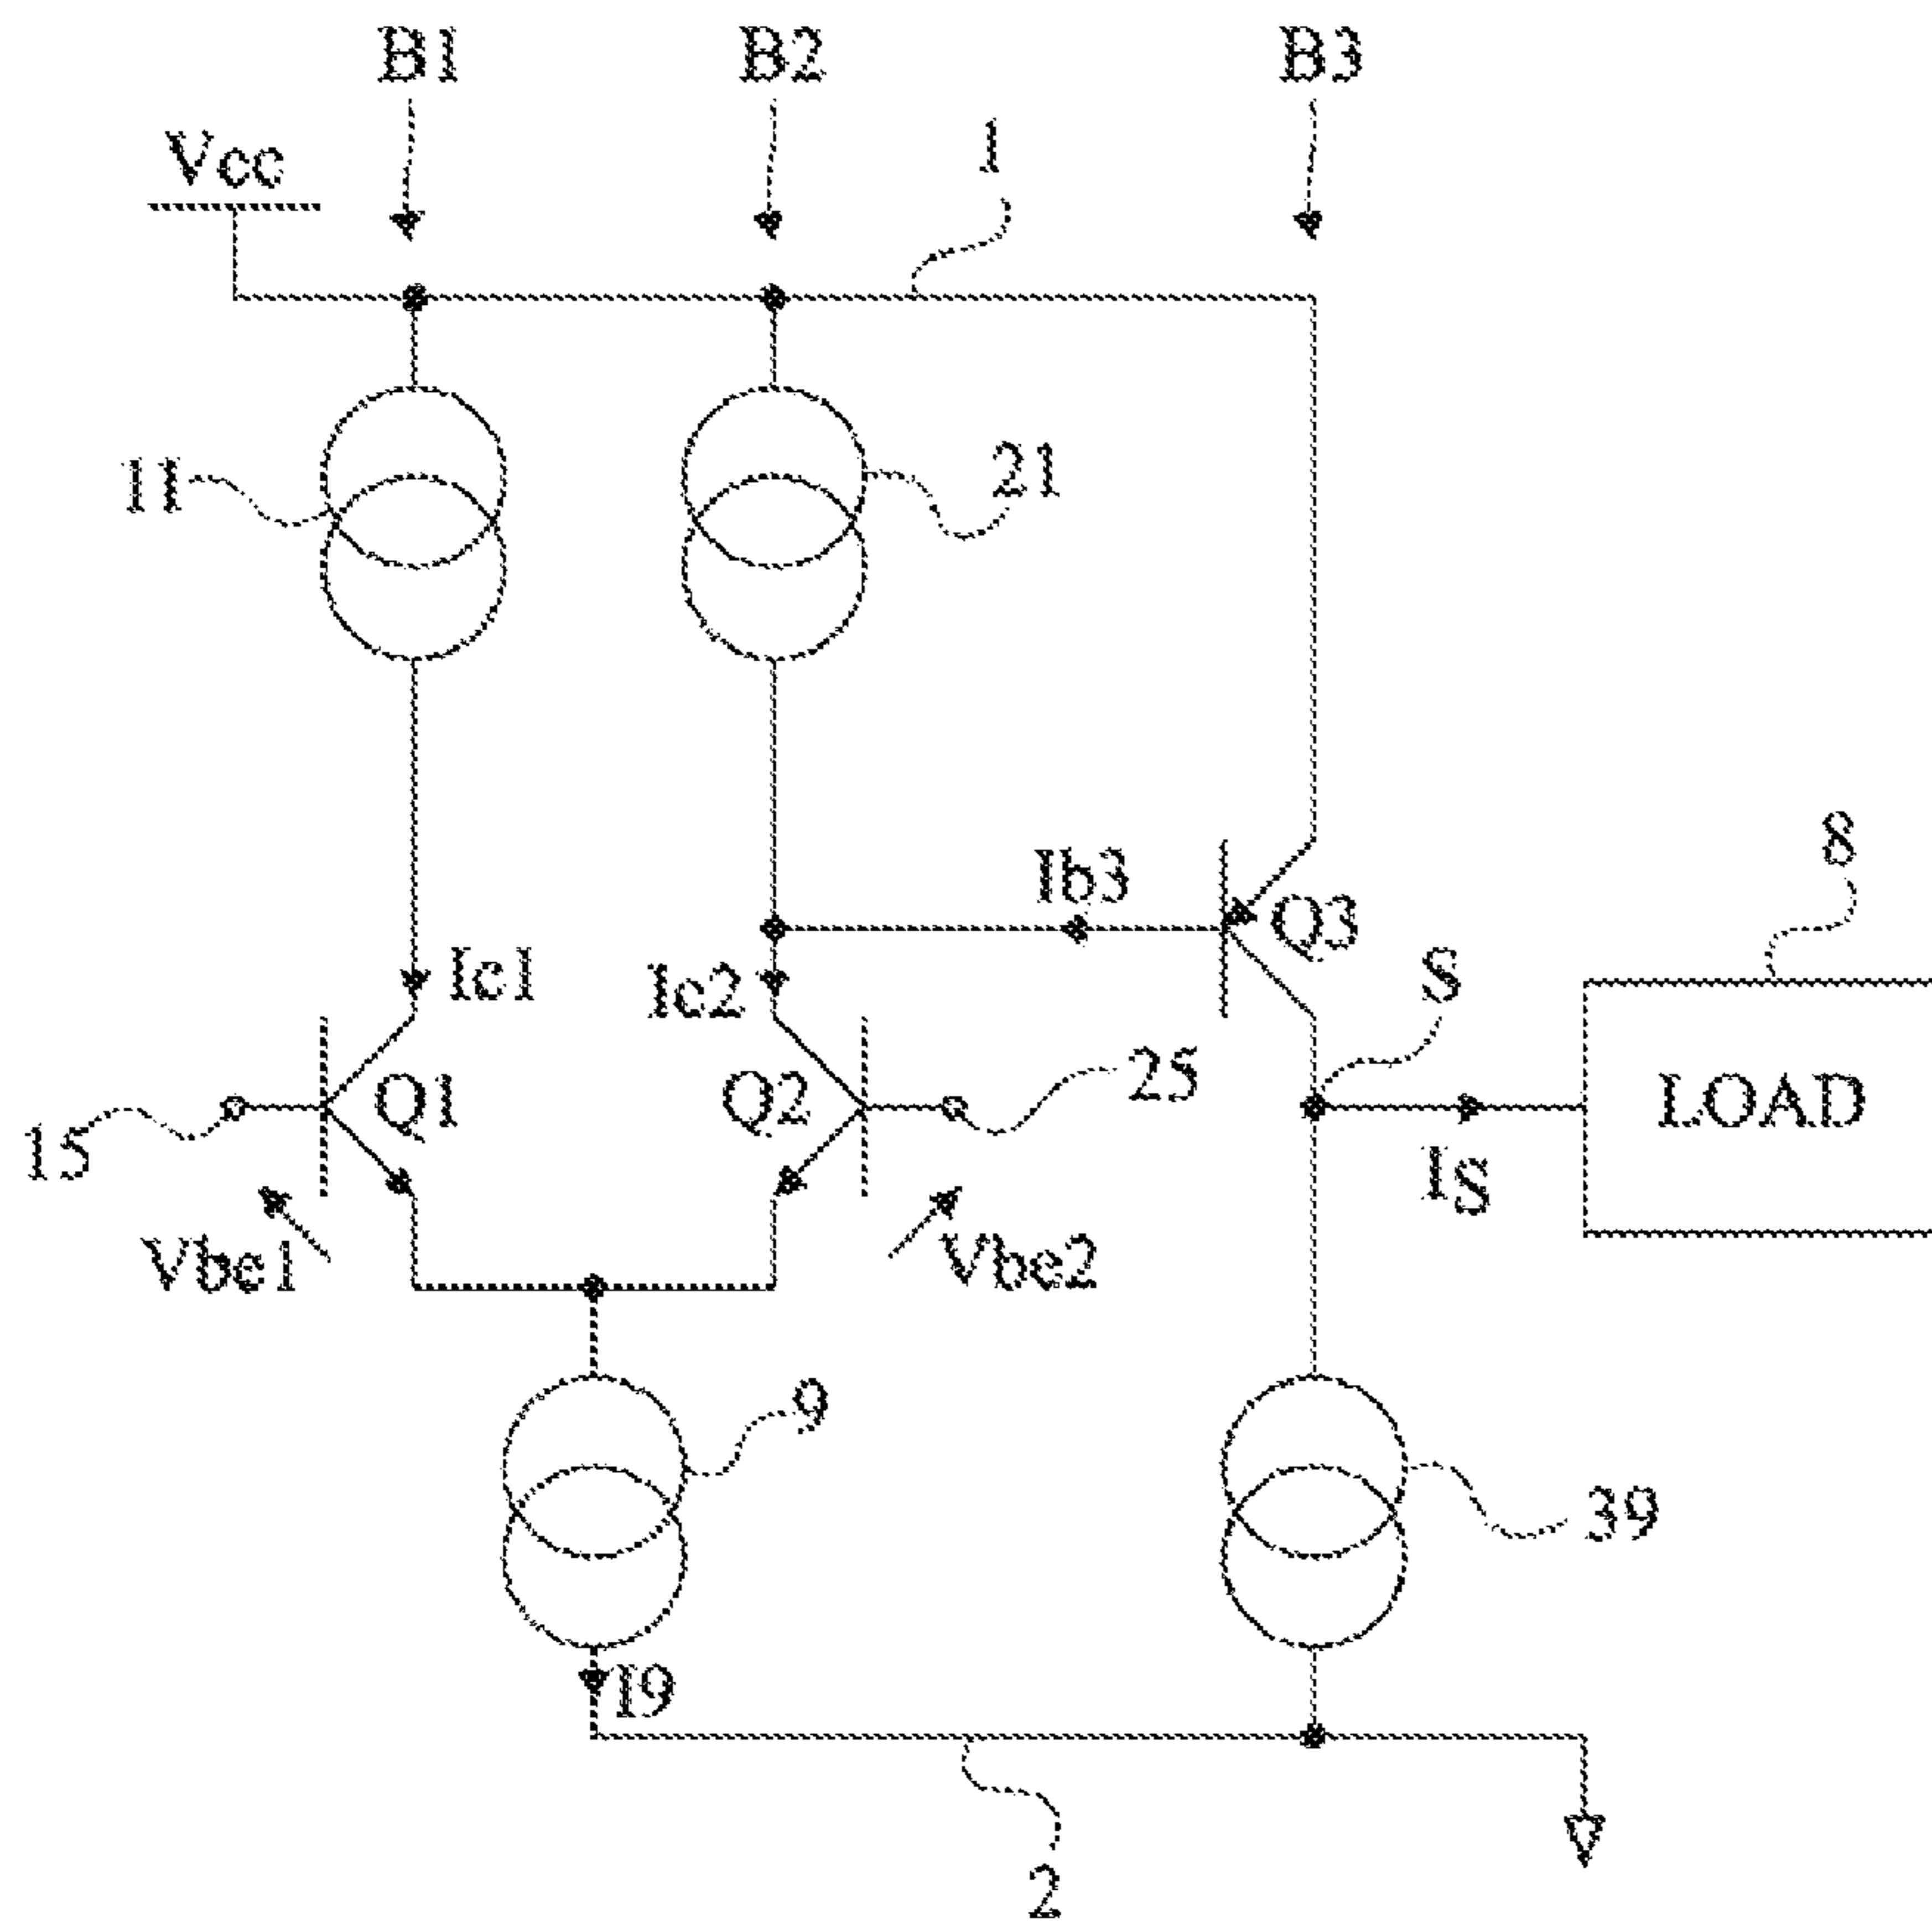 B1 B2 B3
Vcc
1
11
21
8
Ib3
Q3
Ic1
Ic2
S
Q1
Q2
25
LOAD
15
IS
Vbe1
Vbe2
9
39
I9
2